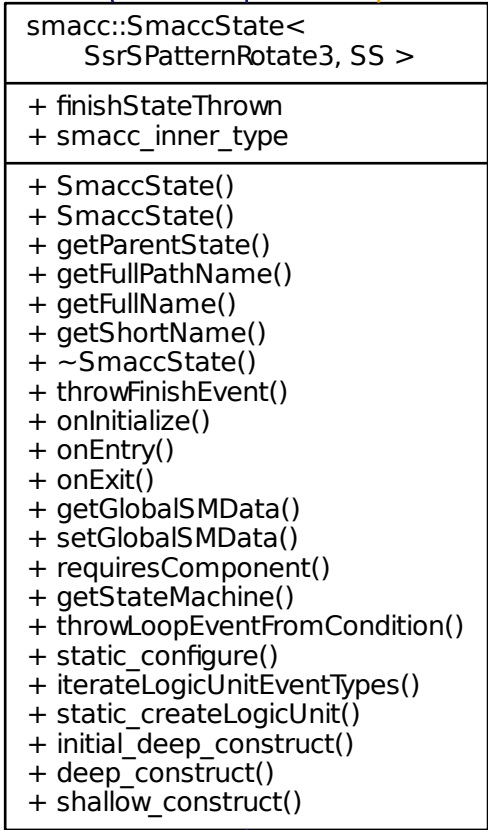 smacc::SmaccState<
SsrSPatternRotate3, SS >
+ finishStateThrown
+ smacc_inner_type
+ SmaccState()
+ SmaccState()
+ getParentState()
+ getFullPathName()
+ getFullName()
+ getShortName()
+ ~SmaccState()
+ throwFinishEvent()
+ onInitialize()
+ onEntry()
+ onExit()
+ getGlobalSMData()
+ setGlobalSMData()
+ requiresComponent()
+ getStateMachine()
+ throwLoopEventFromCondition()
+ static_configure()
+ iterateLogicUnitEventTypes()
+ static_createLogicUnit()
+ initial_deep_construct()
+ deep_construct()
+ shallow_construct()